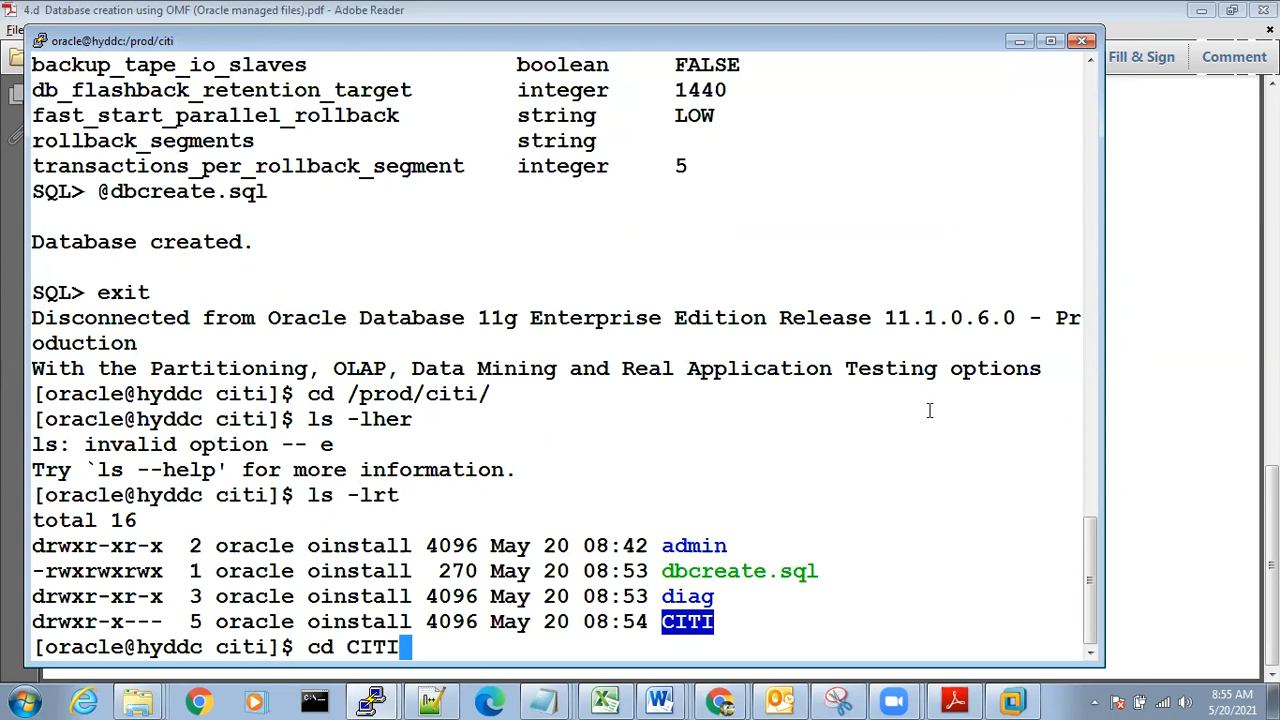 4.d Database creation using OMF (Oracle managed files).pdf - Adobe Reader
File
oracle@hyddc:/prod/citi
Fill & Sign
Comment
backup_tape_io_slaves boolean FALSE
db_flashback_retention_target integer 1440
fast_start_parallel_rollback string LOW
rollback_segments string
transactions_per_rollback_segment integer 5
SQL> @dbcreate.sql
Database created.
SQL> exit
Disconnected from Oracle Database 11g Enterprise Edition Release 11.1.0.6.0 - Pr
oduction
With the Partitioning, OLAP, Data Mining and Real Application Testing options
[oracle@hyddc citi]$ cd /prod/citi/
[oracle@hyddc citi]$ ls -lher
ls: invalid option -- e
Try `ls --help' for more information.
[oracle@hyddc citi]$ ls -lrt
total 16
drwxr-xr-x 2 oracle oinstall 4096 May 20 08:42 admin
-rwxrwxrwx 1 oracle oinstall 270 May 20 08:53 dbcreate.sql
drwxr-xr-x 3 oracle oinstall 4096 May 20 08:53 diag
drwxr-x--- 5 oracle oinstall 4096 May 20 08:54 CITI
[oracle@hyddc citi]$ cd CITI
8:55 AM
5/20/2021